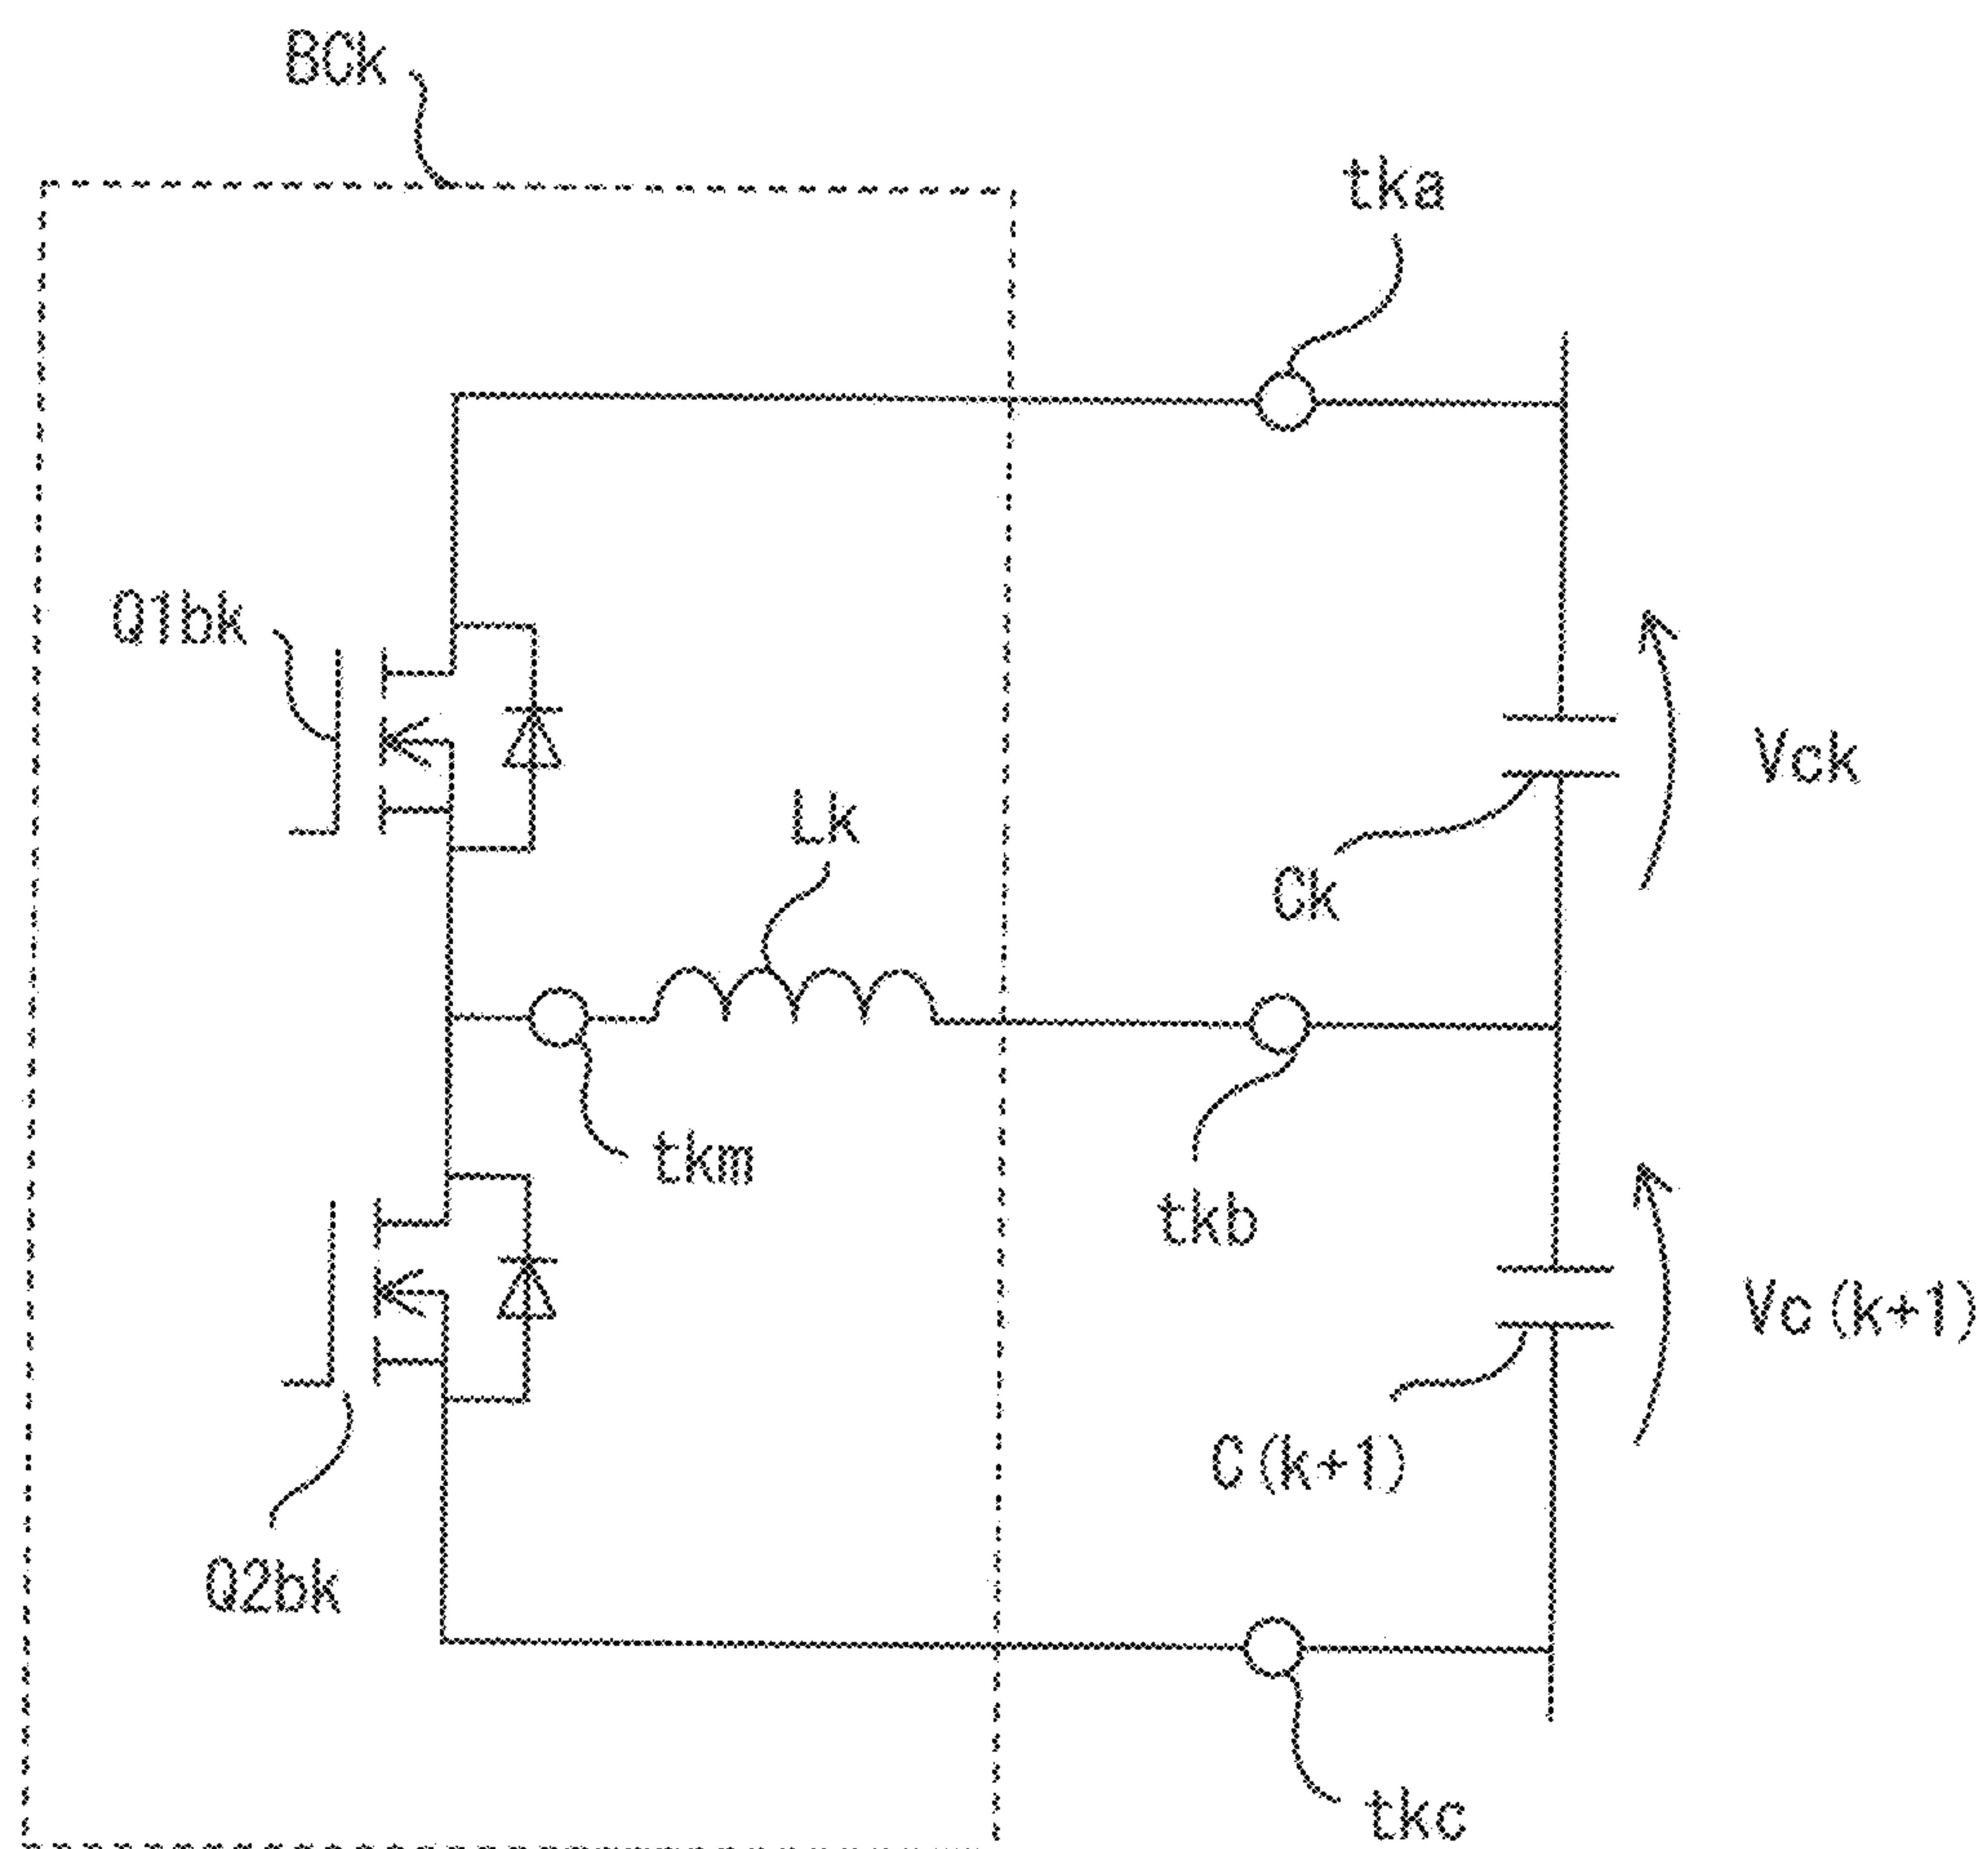 BCk
tka
Q1bk
Lk
Vck
Ck
tkm
tkb
Vc(k+1)
C(k+1)
Q2bk
tkc